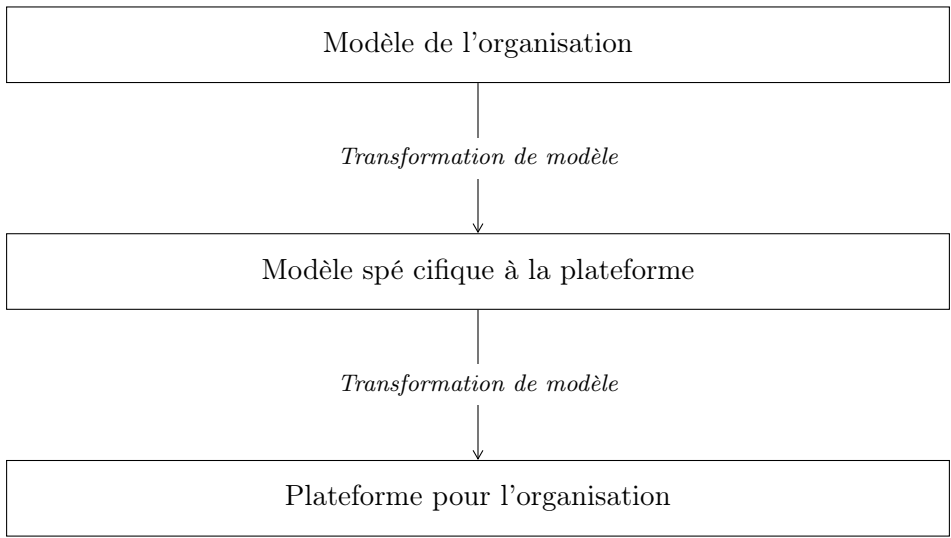 Modèle de l'organisation
Transformation de modèle
Modèle spé cifique à la plateforme
Transformation de modèle
Plateforme pour l'organisation